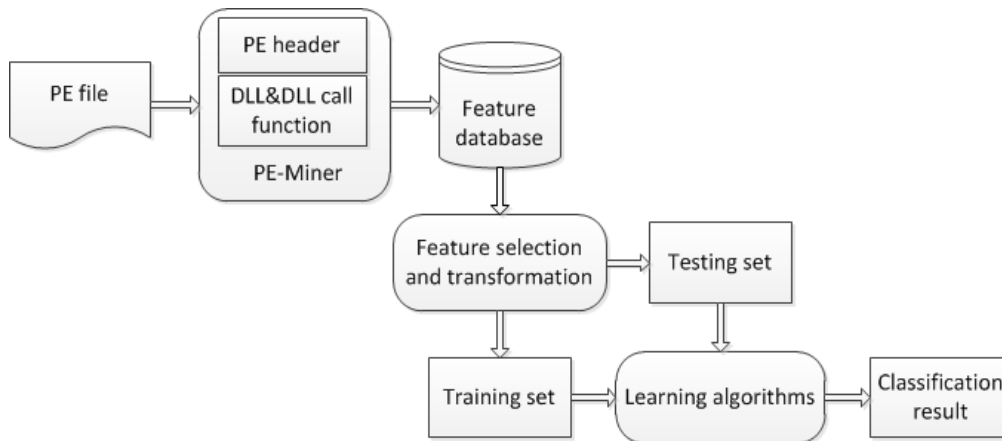 PE file
PE header
DLL&DLL call
function
PE-Miner
Feature
database
Feature selection
and transformation
Testing set
Training set
Learning algorithms
Classification
result